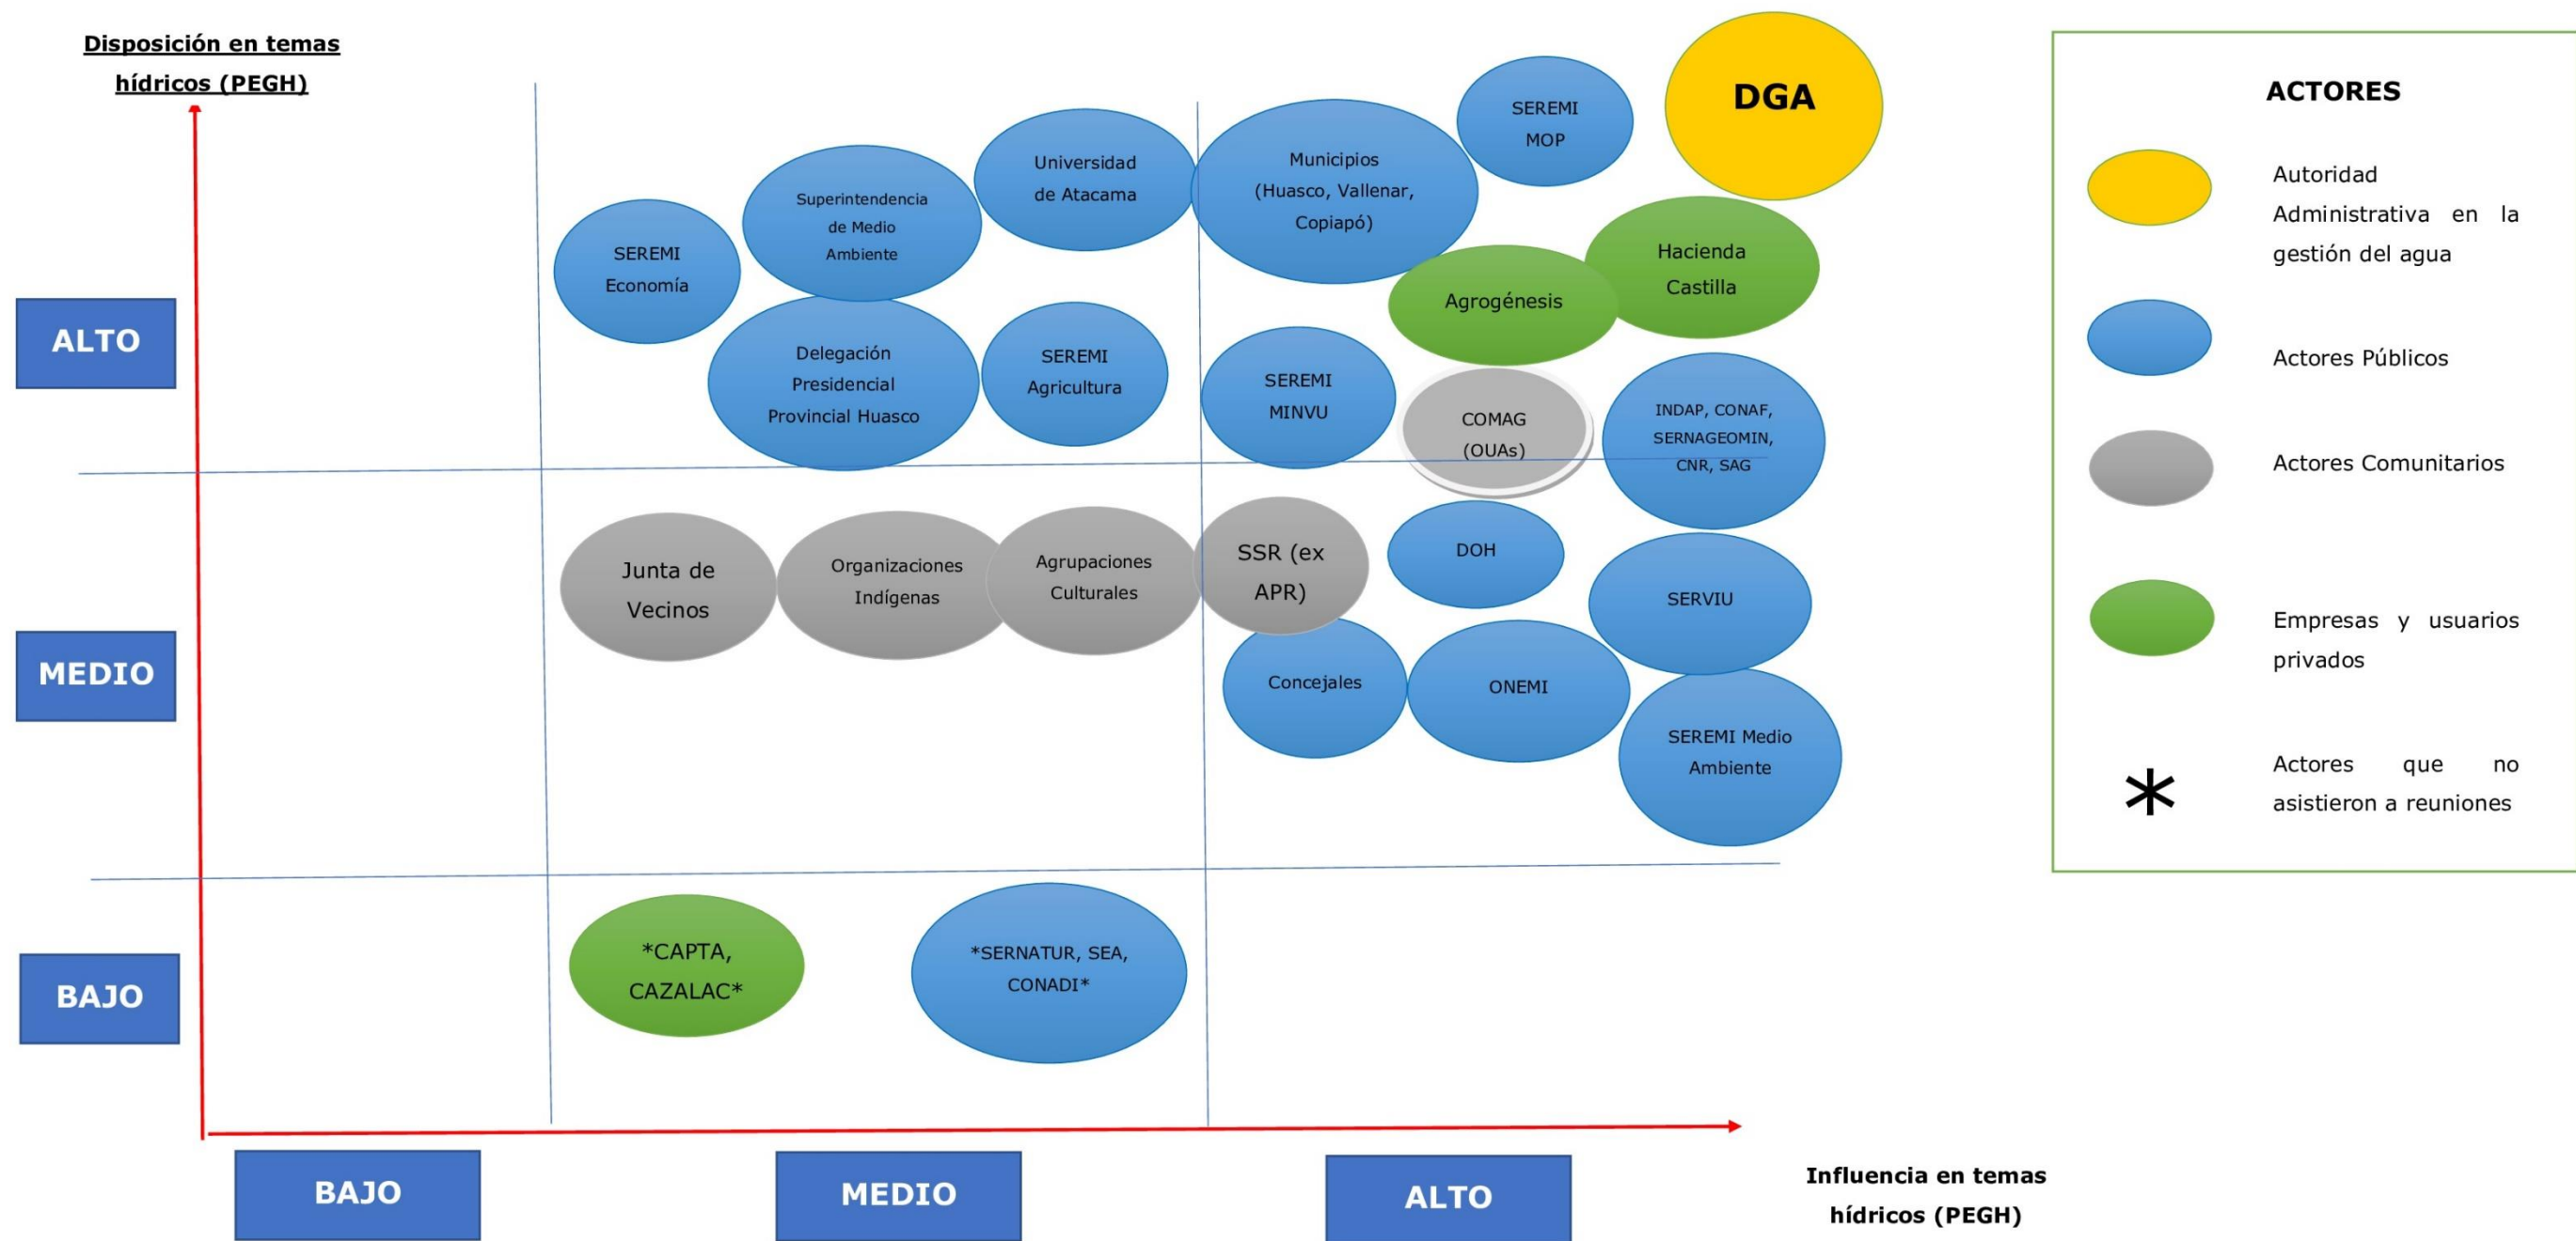 Disposición en temas
hídricos (PEGH)
ALTO
MEDIO
BAJO
SEREMI
Economía
Superintendencia
de Medio
Ambiente
Universidad
de Atacama
Delegación
Presidencial
Provincial Huasco
SEREMI
Agricultura
Municipios
(Huasco, Vallenar,
Copiapó)
SEREMI
MOP
DGA
Agrogénesis
Hacienda
Castilla
SEREMI
MINVU
COMAG
(OUAs)
INDAP, CONAF,
SERNAGEOMIN,
CNR, SAG
Junta de
Vecinos
Organizaciones
Indígenas
Agrupaciones
Culturales
SSR (ex
APR)
DOH
SERVIU
Concejales
ONEMI
SEREMI Medio
Ambiente
*CAPTA,
CAZALAC*
*SERNATUR, SEA,
CONADI*
BAJO
MEDIO
ALTO
Influencia en temas
hídricos (PEGH)
ACTORES
Autoridad
Administrativa en la
gestión del agua
Actores Públicos
Actores Comunitarios
Empresas y usuarios
privados
*
Actores que no
asistieron a reuniones